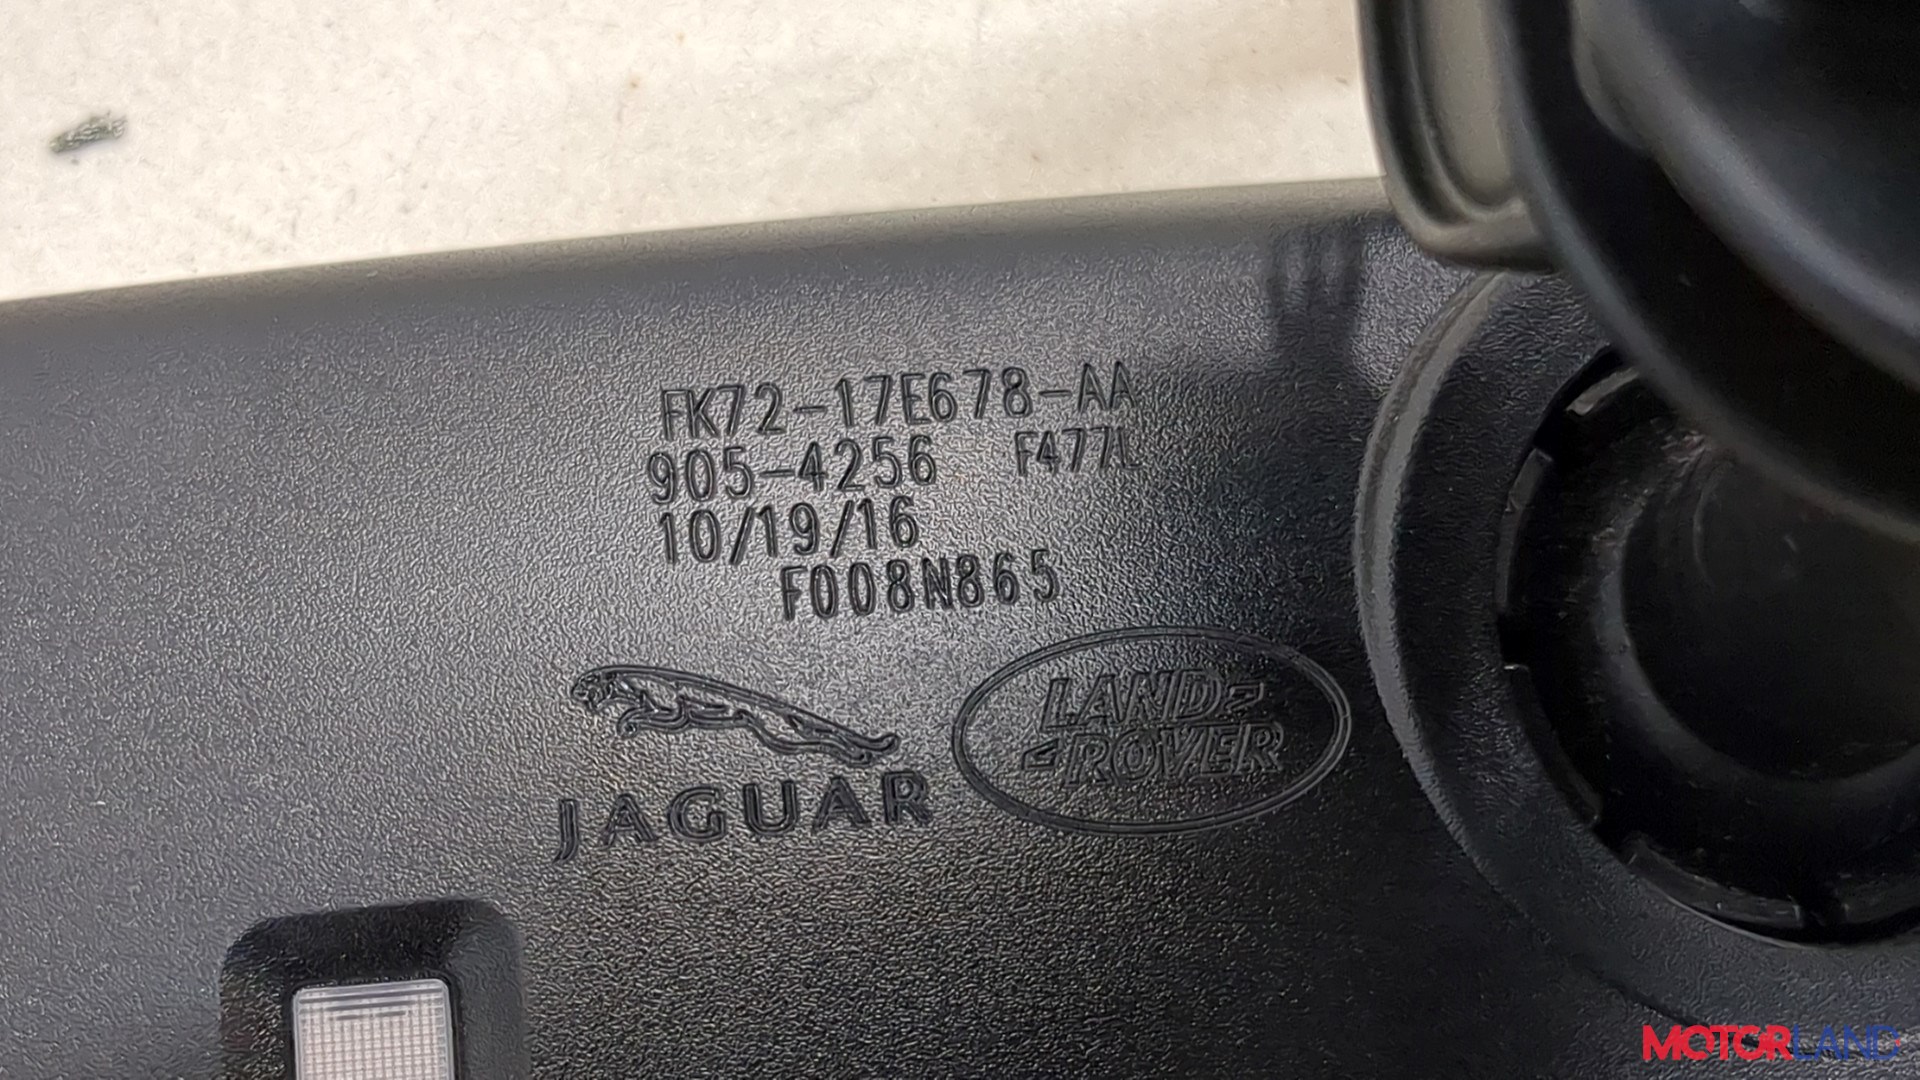 FK72-17E678-AA
905-4256 F477L
10/19/16
F008N865
JAGUAR
LAND
ROVER
MOTORLAND